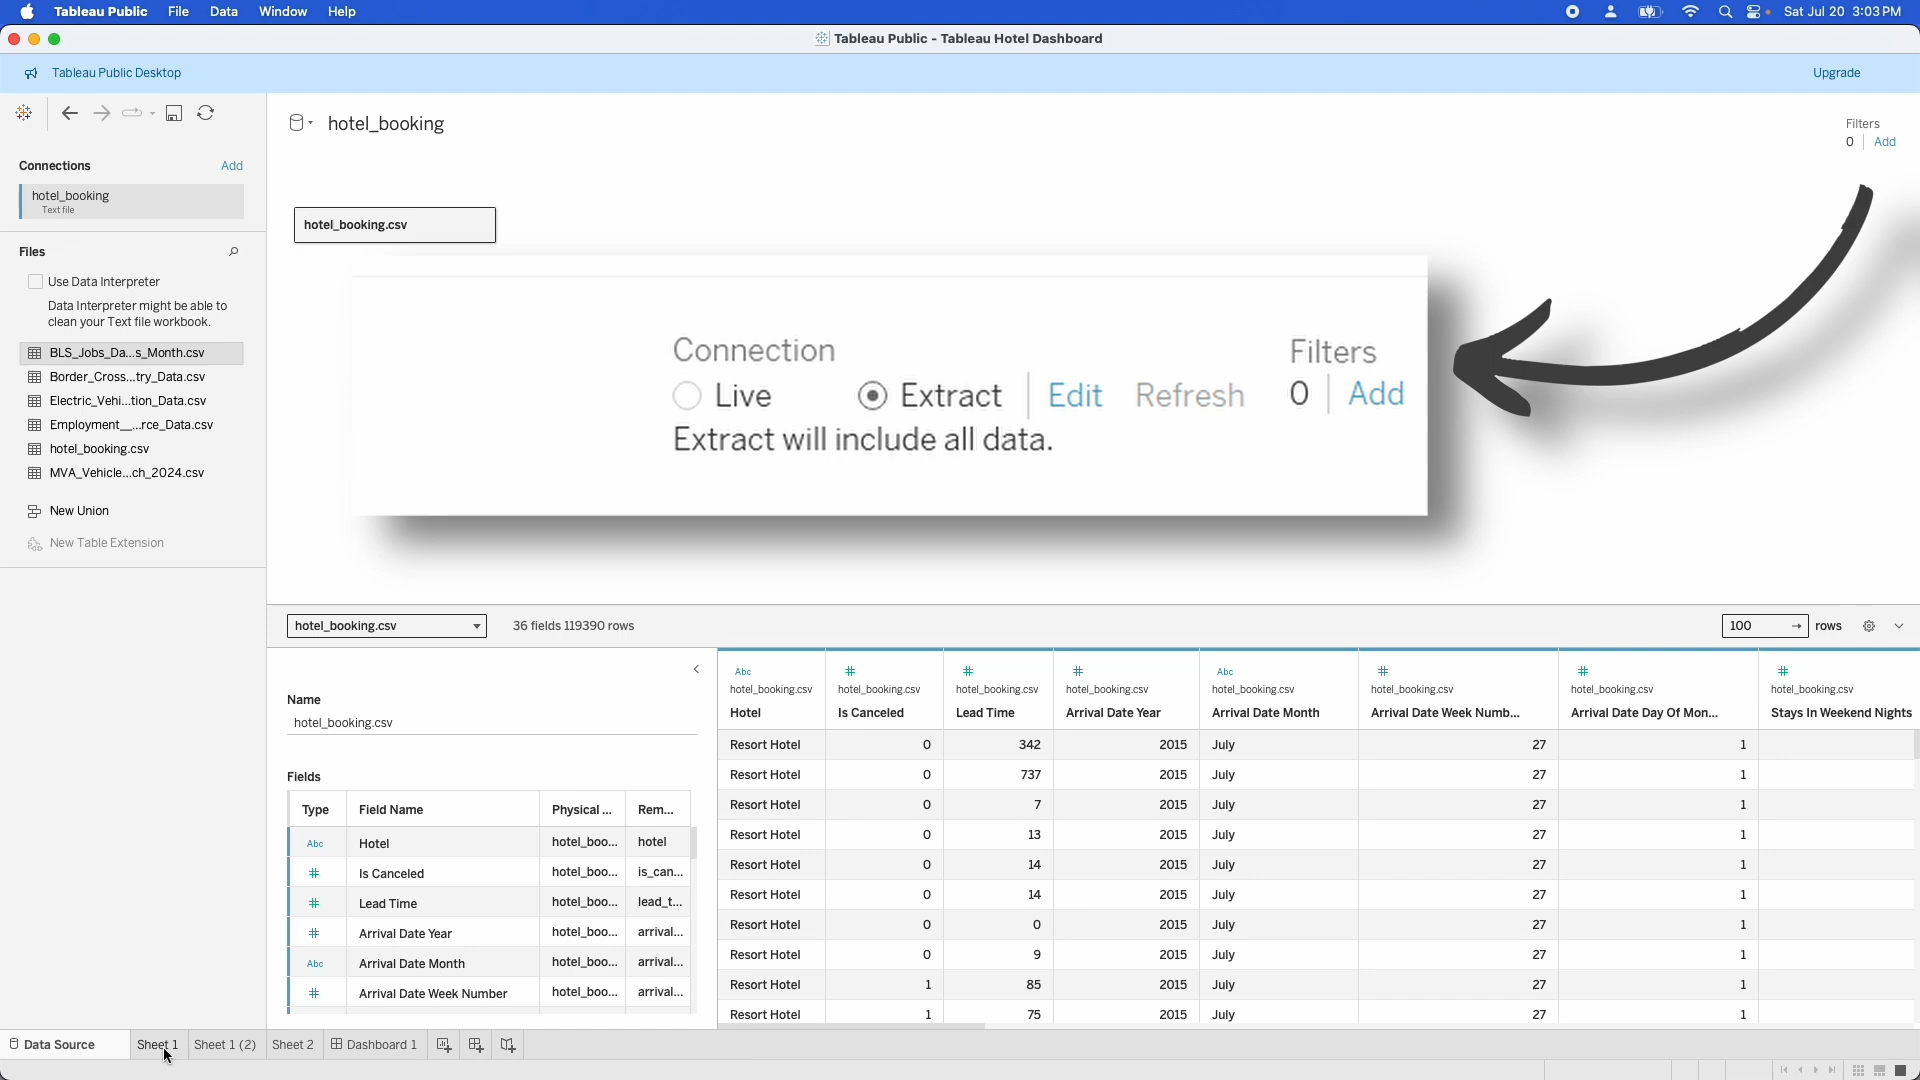 Tableau Public File Data Window Help
Sat Jul 20 3:03 PM
Tableau Public - Tableau Hotel Dashboard
Tableau Public Desktop
Upgrade
hotel_booking
Filters
0 | Add
Connections Add
hotel_booking
Text file
hotel_booking.csv
Files
Use Data Interpreter
Data Interpreter might be able to
clean your Text file workbook.
BLS_Jobs_Da...s_Month.csv
Border_Cross...try_Data.csv
Electric_Vehi...tion_Data.csv
Employment__...rce_Data.csv
hotel_booking.csv
MVA_Vehicle...ch_2024.csv
New Union
New Table Extension
Connection Filters
Live Extract | Edit Refresh 0 | Add
Extract will include all data.
hotel_booking.csv 36 fields 119390 rows 100 → rows
Name
hotel_booking.csv
Fields
Type Field Name Physical ... Rem...
Abc Hotel hotel_boo... hotel
# Is Canceled hotel_boo... is_can...
# Lead Time hotel_boo... lead_t...
# Arrival Date Year hotel_boo... arrival...
Abc Arrival Date Month hotel_boo... arrival...
# Arrival Date Week Number hotel_boo... arrival...
Abc # # # Abc # # #
hotel_booking.csv hotel_booking.csv hotel_booking.csv hotel_booking.csv hotel_booking.csv hotel_booking.csv hotel_booking.csv hotel_booking.csv
Hotel Is Canceled Lead Time Arrival Date Year Arrival Date Month Arrival Date Week Numb... Arrival Date Day Of Mon... Stays In Weekend Nights
Resort Hotel 0 342 2015 July 27 1
Resort Hotel 0 737 2015 July 27 1
Resort Hotel 0 7 2015 July 27 1
Resort Hotel 0 13 2015 July 27 1
Resort Hotel 0 14 2015 July 27 1
Resort Hotel 0 14 2015 July 27 1
Resort Hotel 0 0 2015 July 27 1
Resort Hotel 0 9 2015 July 27 1
Resort Hotel 1 85 2015 July 27 1
Resort Hotel 1 75 2015 July 27 1
Data Source Sheet 1 Sheet 1 (2) Sheet 2 Dashboard 1